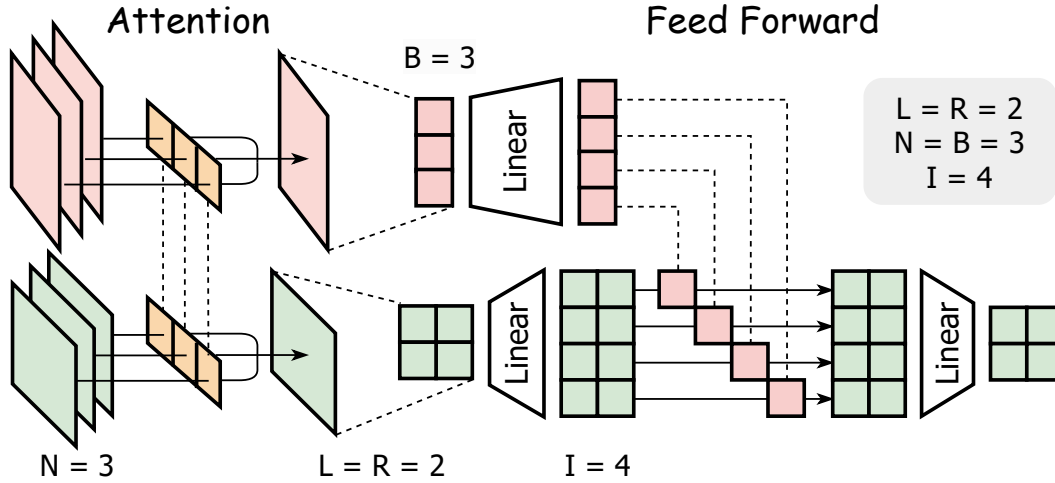 Attention
Feed Forward
B = 3
Linear
L = R = 2
N = B = 3
I = 4
Linear
Linear
N = 3
L = R = 2
I = 4